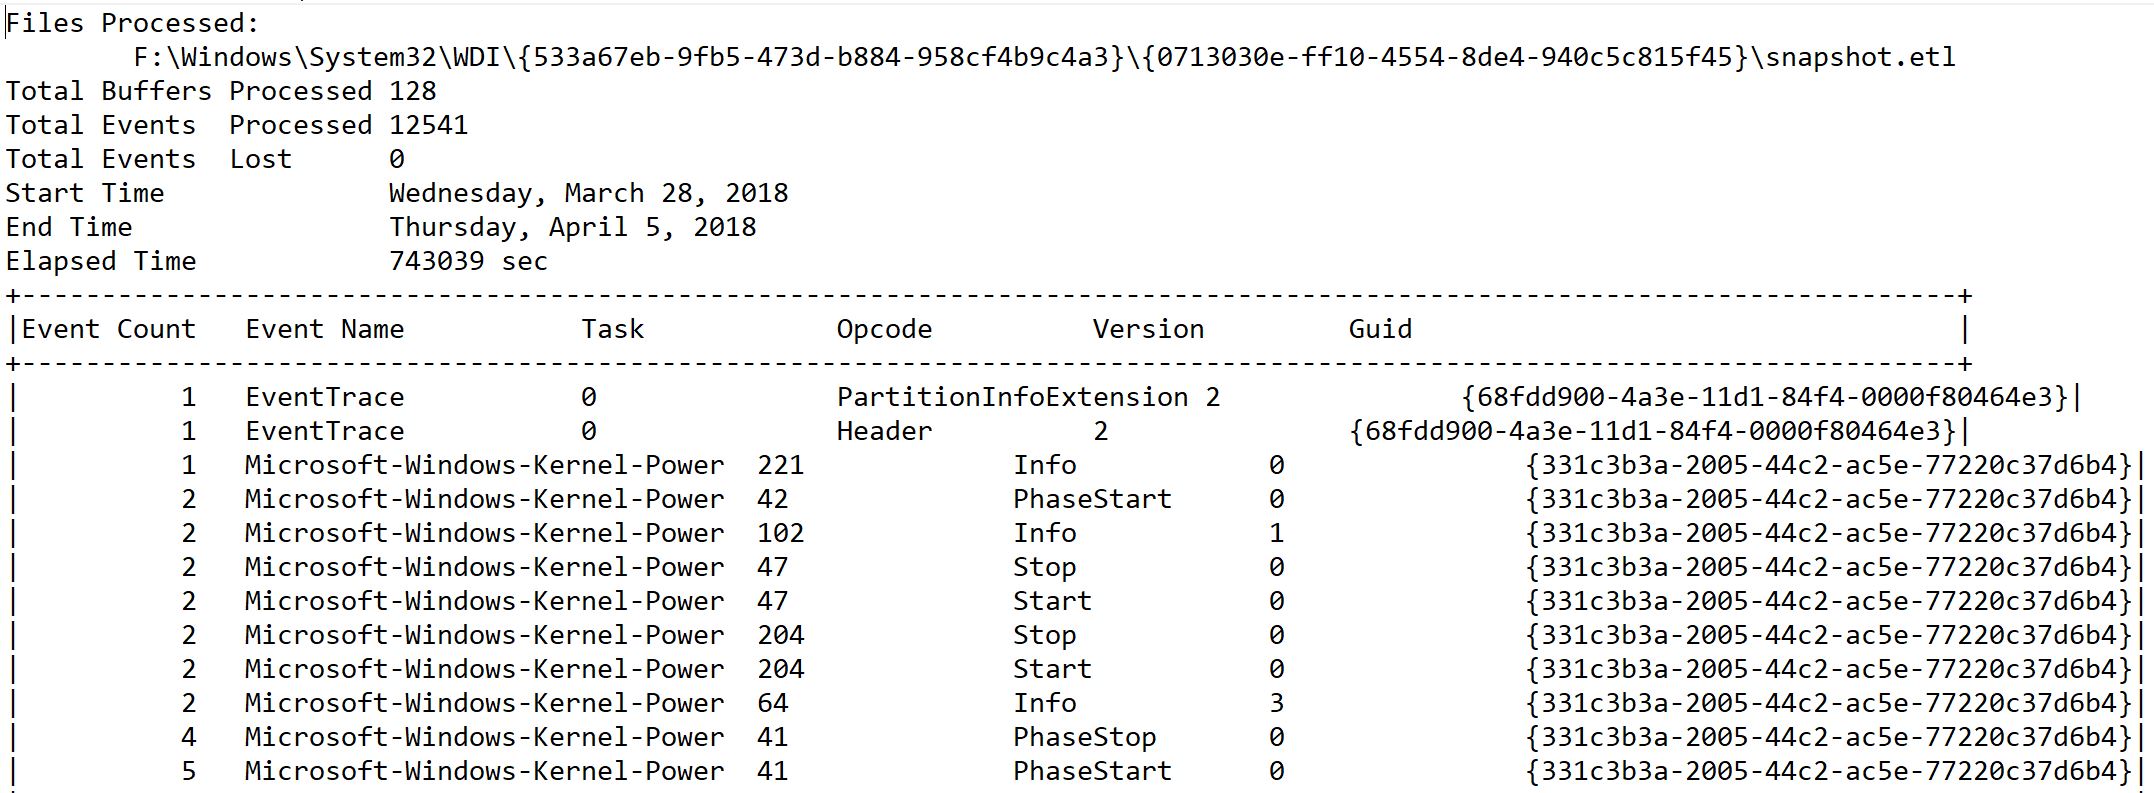 Files Processed:
F:\Windows\System32\WDI\{533a67eb-9fb5-473d-b884-958cf4b9c4a3}\{0713030e-ff10-4554-8de4-940c5c815f45}\snapshot.etl
Total Buffers Processed 128
Total Events  Processed 12541
Total Events  Lost      0
Start Time              Wednesday, March 28, 2018
End Time                Thursday, April 5, 2018
Elapsed Time            743039 sec
+-------------------------------------------------------------------------------------------------------------------------+
|Event Count   Event Name           Task            Opcode          Version         Guid                                  |
+-------------------------------------------------------------------------------------------------------------------------+
|          1   EventTrace           0               PartitionInfoExtension 2               {68fdd900-4a3e-11d1-84f4-0000f80464e3}|
|          1   EventTrace           0               Header          2               {68fdd900-4a3e-11d1-84f4-0000f80464e3}|
|          1   Microsoft-Windows-Kernel-Power  221             Info            0               {331c3b3a-2005-44c2-ac5e-77220c37d6b4}|
|          2   Microsoft-Windows-Kernel-Power  42              PhaseStart      0               {331c3b3a-2005-44c2-ac5e-77220c37d6b4}|
|          2   Microsoft-Windows-Kernel-Power  102             Info            1               {331c3b3a-2005-44c2-ac5e-77220c37d6b4}|
|          2   Microsoft-Windows-Kernel-Power  47              Stop            0               {331c3b3a-2005-44c2-ac5e-77220c37d6b4}|
|          2   Microsoft-Windows-Kernel-Power  47              Start           0               {331c3b3a-2005-44c2-ac5e-77220c37d6b4}|
|          2   Microsoft-Windows-Kernel-Power  204             Stop            0               {331c3b3a-2005-44c2-ac5e-77220c37d6b4}|
|          2   Microsoft-Windows-Kernel-Power  204             Start           0               {331c3b3a-2005-44c2-ac5e-77220c37d6b4}|
|          2   Microsoft-Windows-Kernel-Power  64              Info            3               {331c3b3a-2005-44c2-ac5e-77220c37d6b4}|
|          4   Microsoft-Windows-Kernel-Power  41              PhaseStop       0               {331c3b3a-2005-44c2-ac5e-77220c37d6b4}|
|          5   Microsoft-Windows-Kernel-Power  41              PhaseStart      0               {331c3b3a-2005-44c2-ac5e-77220c37d6b4}|